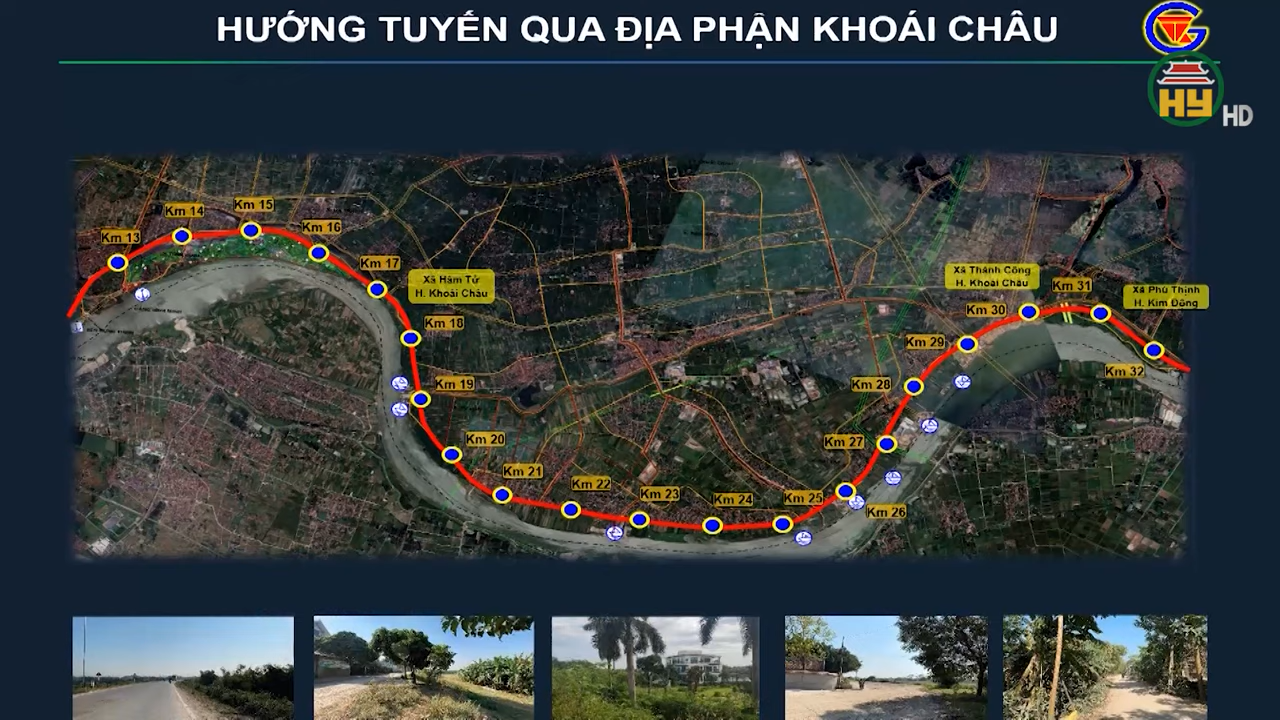 HƯỚNG TUYẾN QUA ĐỊA PHẬN KHOÁI CHÂU
HY HD
Km 13
Km 14
Km 15
Km 16
Km 17
Xã Hàm Tử
H. Khoái Châu
Km 18
Km 19
Km 20
Km 21
Km 22
Km 23
Km 24
Km 25
Km 26
Km 27
Km 28
Km 29
Km 30
Xã Thành Công
H. Khoái Châu
Km 31
Xã Phú Thịnh
H. Kim Động
Km 32